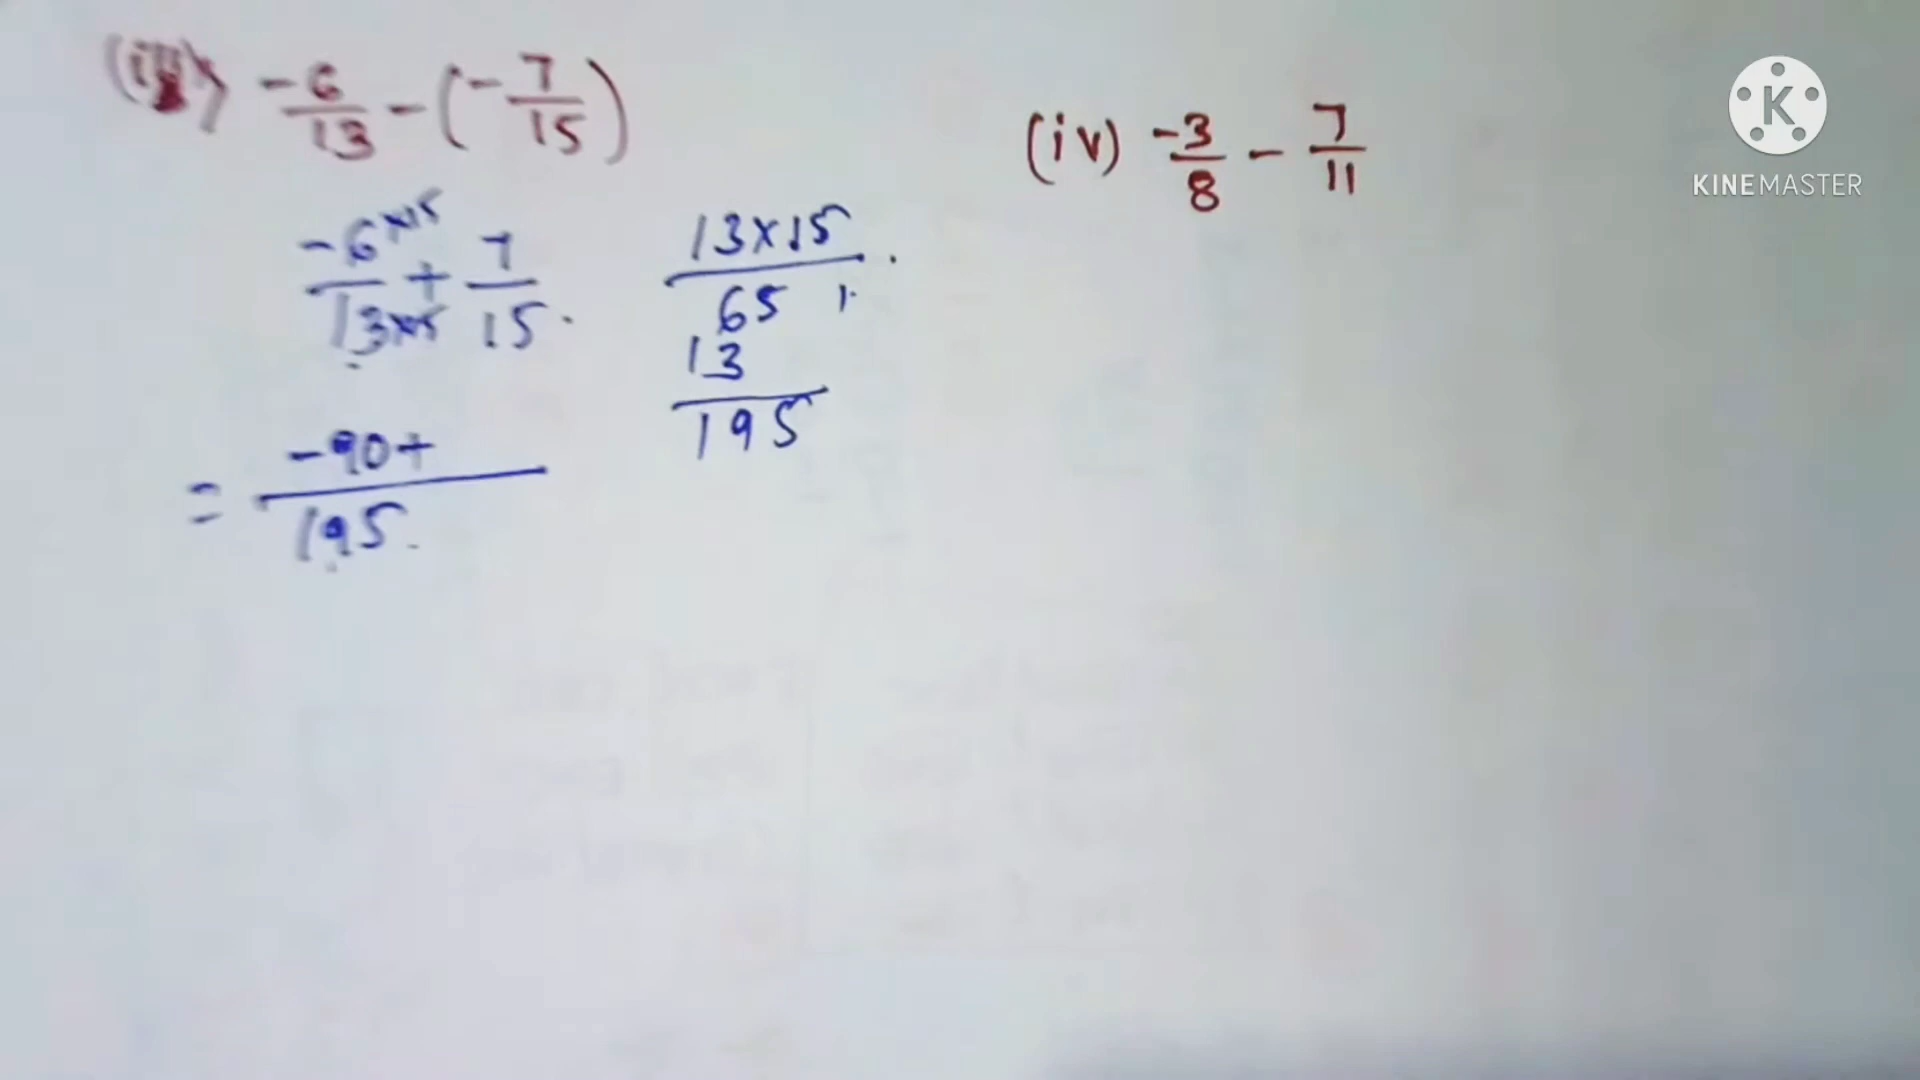 (iii) -6/13 - (-7/15)
-6×15/13×15 + 7/15.
= -90+/195.
13×15
65
13
195
(iv) -3/8 - 7/11
K
KINEMASTER